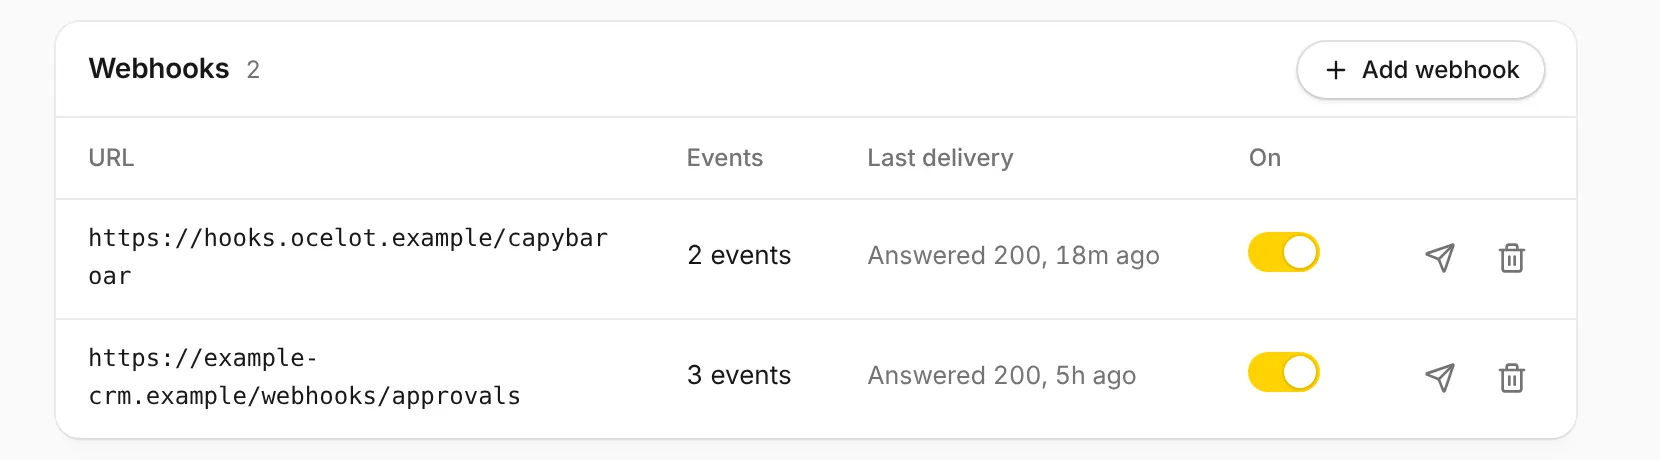 Webhooks 2
+ Add webhook
URL Events Last delivery On
https://hooks.ocelot.example/capybar
oar
2 events Answered 200, 18m ago
https://example-
crm.example/webhooks/approvals
3 events Answered 200, 5h ago